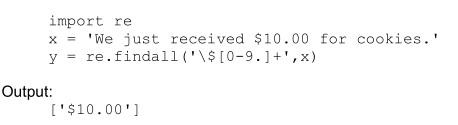 import re
x = 'We just received $10.00 for cookies.'
y = re.findall('\$[0-9.]+',x)
Output:
['$10.00']